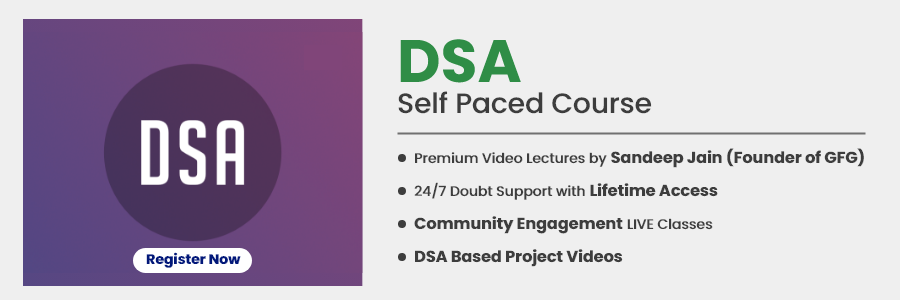 DSA
Register Now
DSA
Self Paced Course
Premium Video Lectures by Sandeep Jain (Founder of GFG)
24/7 Doubt Support with Lifetime Access
Community Engagement LIVE Classes
DSA Based Project Videos